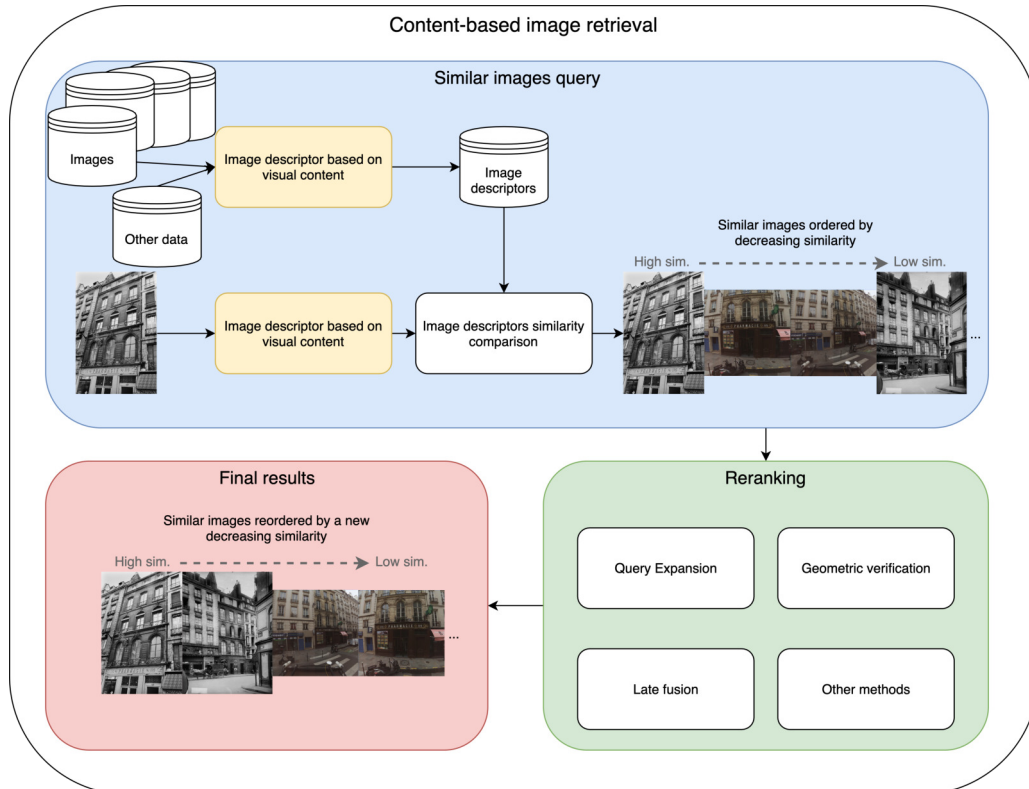 Content-based image retrieval
Similar images query
Images
Other data
Image descriptor based on
visual content
Image
descriptors
Image descriptor based on
visual content
Image descriptors similarity
comparison
Similar images ordered by
decreasing similarity
High sim.
Low sim.
...
Final results
Similar images reordered by a new
decreasing similarity
High sim.
Low sim.
...
Reranking
Query Expansion
Geometric verification
Late fusion
Other methods